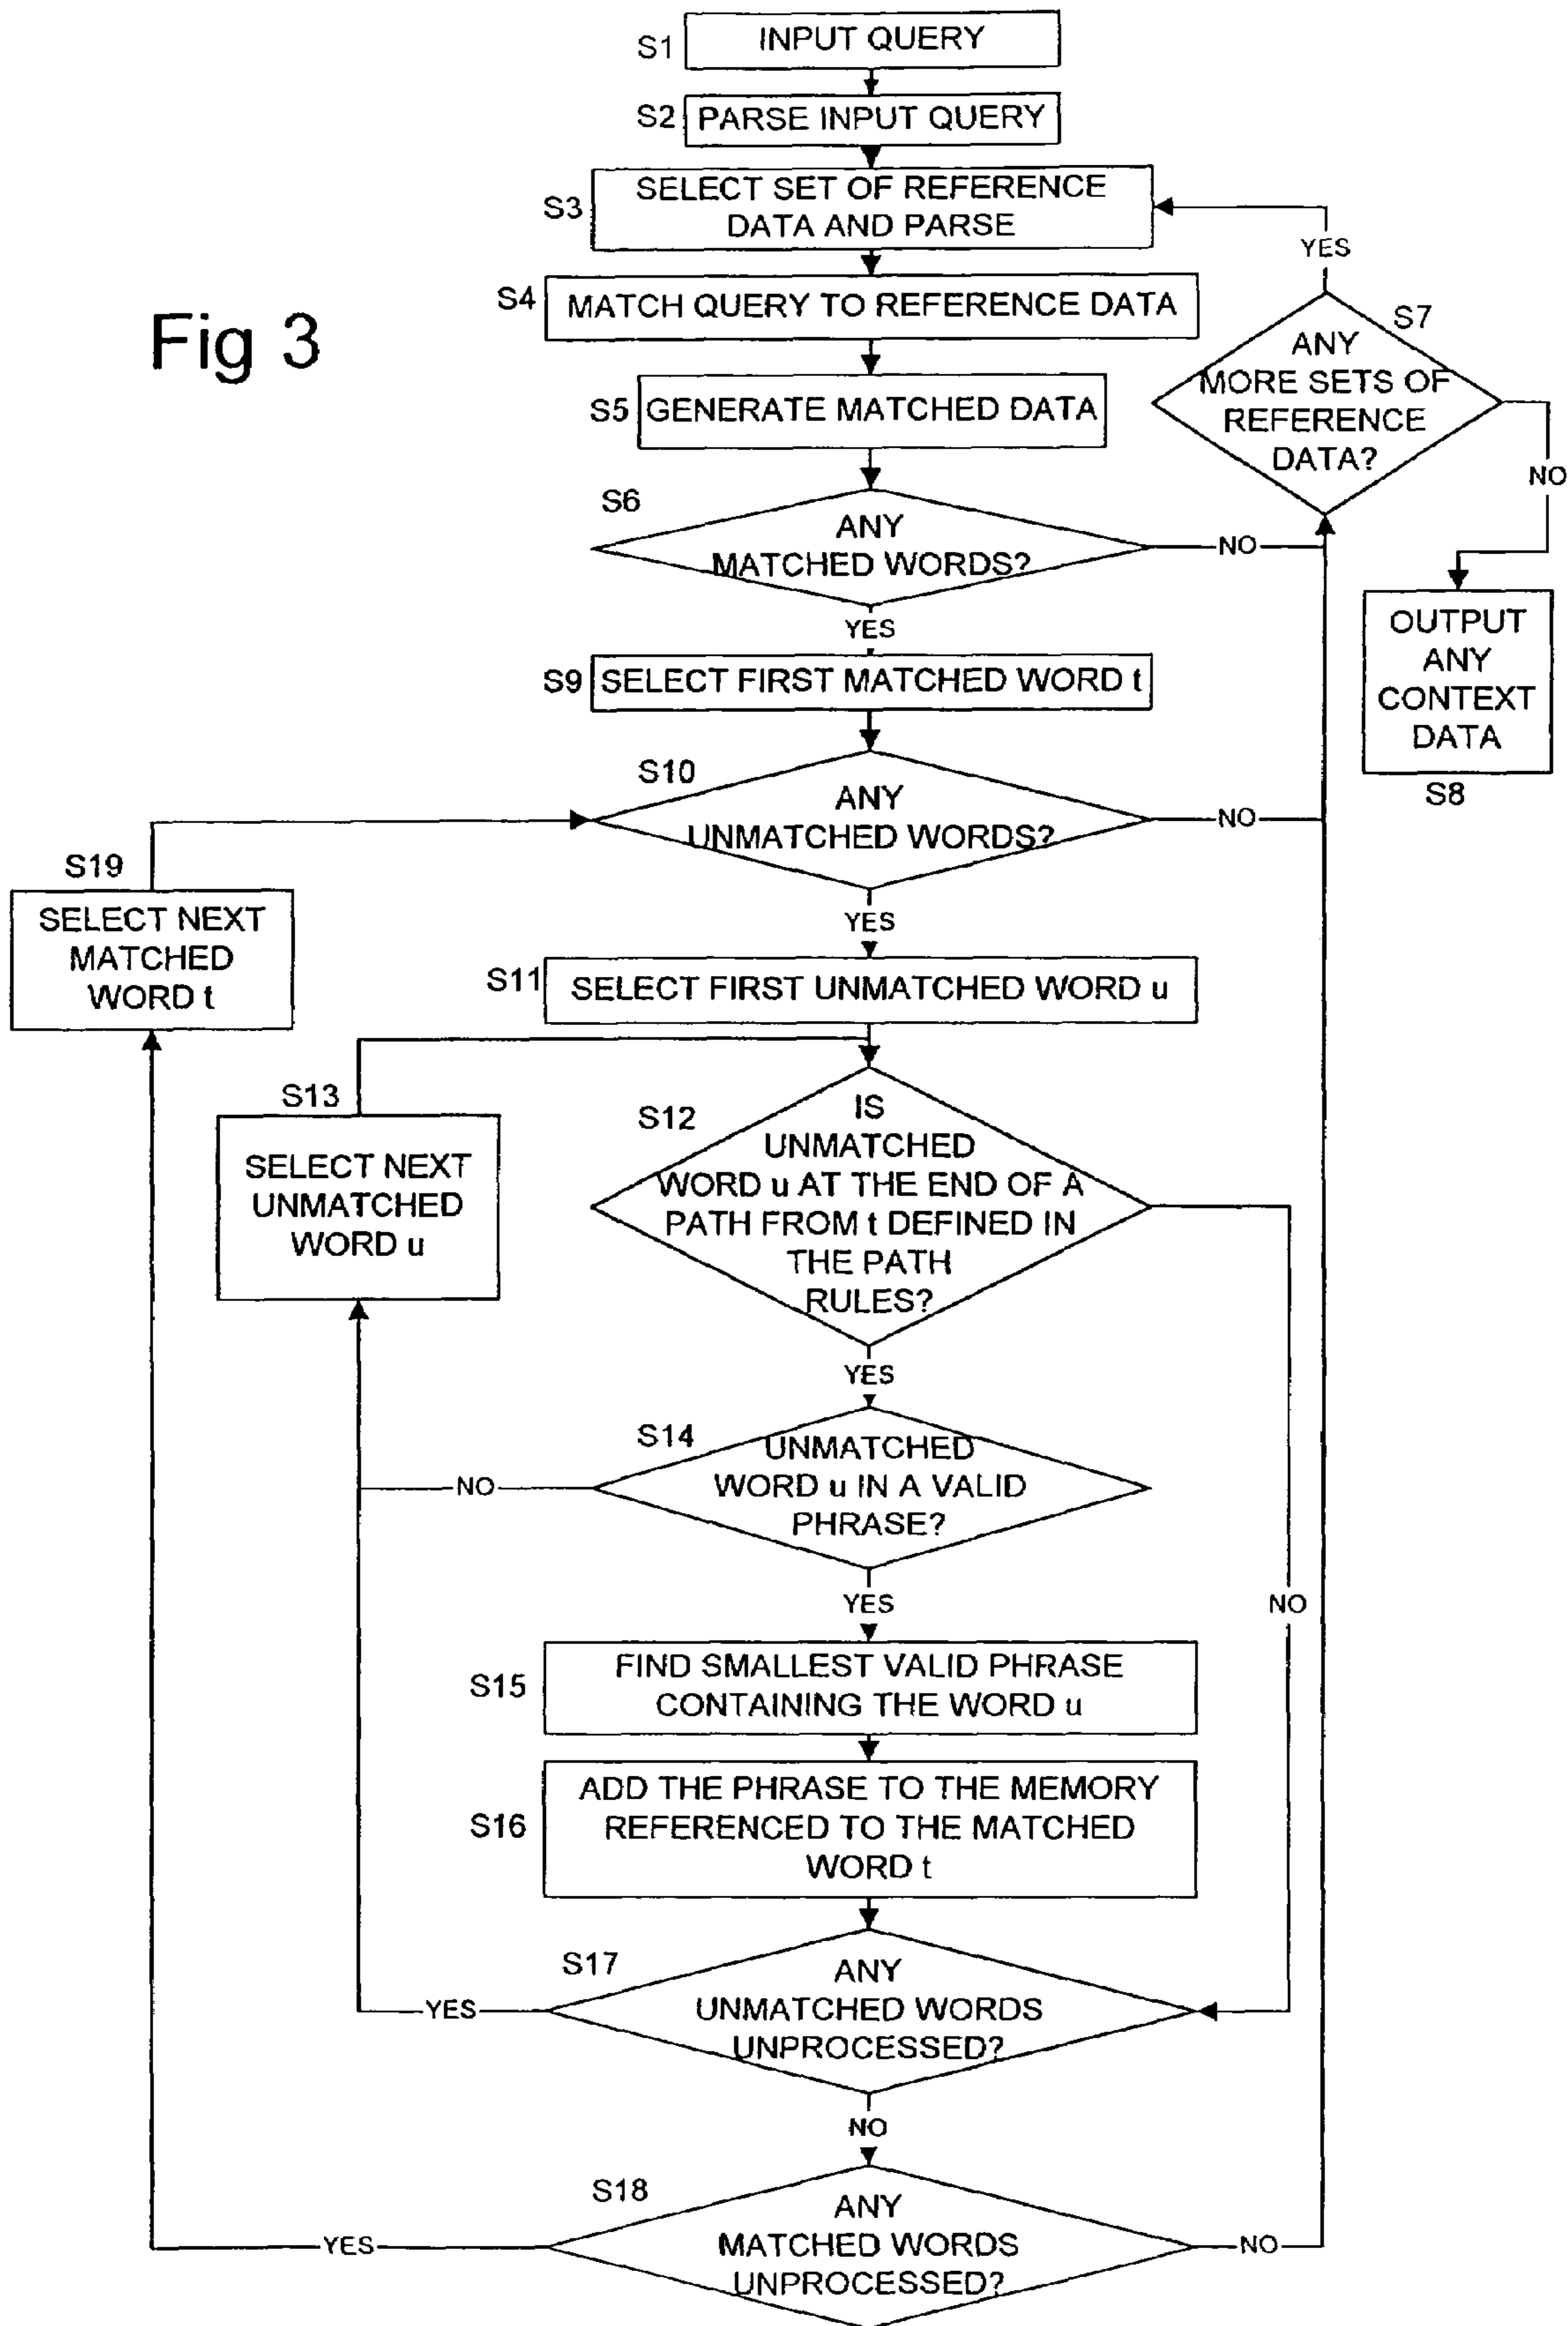 S1
INPUT QUERY
S2
PARSE INPUT QUERY
S3
SELECT SET OF REFERENCE
DATA AND PARSE
YES
S4
MATCH QUERY TO REFERENCE DATA
Fig 3
S7
ANY
MORE SETS OF
REFERENCE
DATA?
NO
S5
GENERATE MATCHED DATA
S6
ANY
MATCHED WORDS?
NO
YES
OUTPUT
ANY
CONTEXT
DATA
S8
S9
SELECT FIRST MATCHED WORD t
S10
ANY
UNMATCHED WORDS?
NO
YES
S19
SELECT NEXT
MATCHED
WORD t
S11
SELECT FIRST UNMATCHED WORD u
S13
SELECT NEXT
UNMATCHED
WORD u
S12
IS
UNMATCHED
WORD u AT THE END OF A
PATH FROM t DEFINED IN
THE PATH
RULES?
YES
NO
S14
UNMATCHED
WORD u IN A VALID
PHRASE?
NO
YES
S15
FIND SMALLEST VALID PHRASE
CONTAINING THE WORD u
S16
ADD THE PHRASE TO THE MEMORY
REFERENCED TO THE MATCHED
WORD t
S17
ANY
UNMATCHED WORDS
UNPROCESSED?
YES
NO
S18
ANY
MATCHED WORDS
UNPROCESSED?
YES
NO